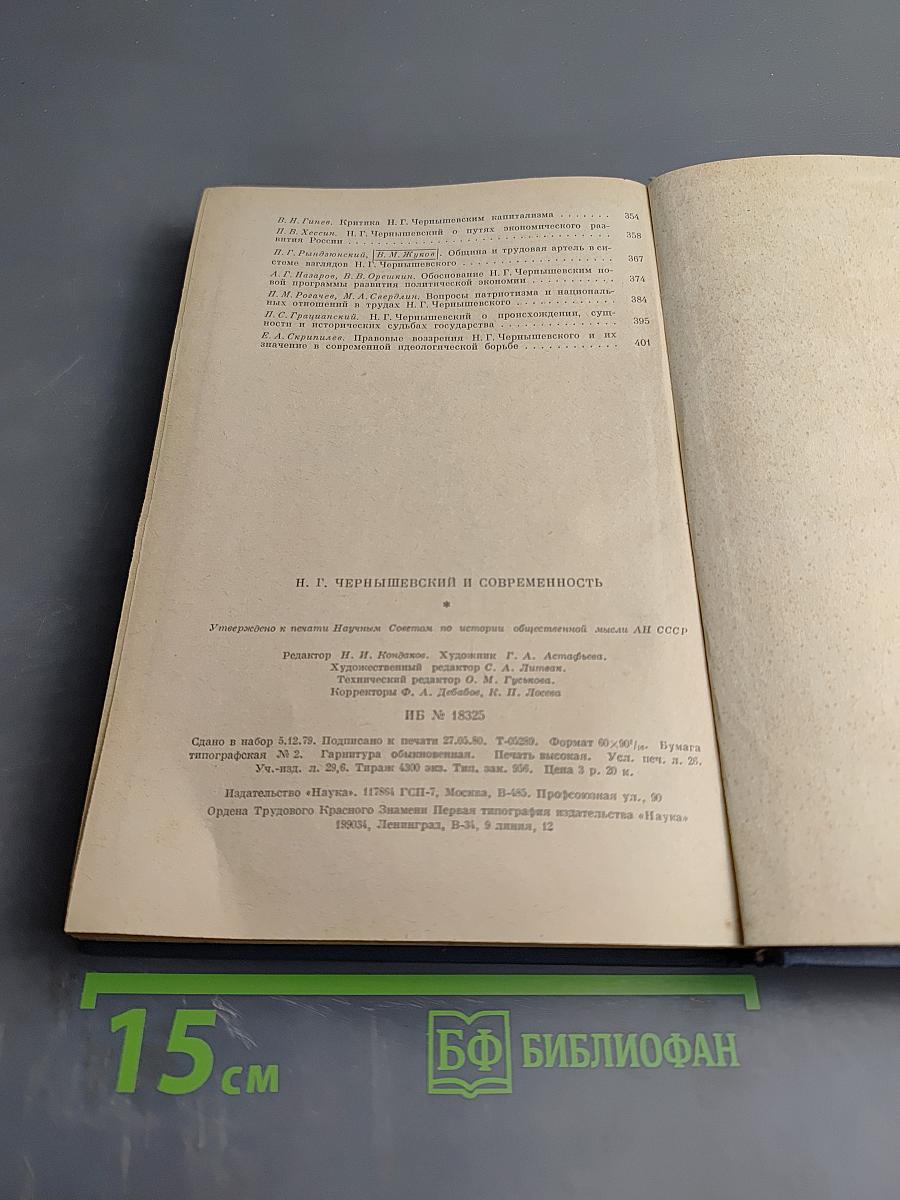 В. Н. Гинев. Критика Н. Г. Чернышевским капитализма . . . . . . . 354
П. В. Хессин. Н. Г. Чернышевский о путях экономического раз-
вития России . . . . . . . . . . . . . . . . . . . . . . . . . . . . . . . 358
П. Г. Рындзюнский, В. М. Жуков. Община и трудовая артель в си-
стеме взглядов Н. Г. Чернышевского . . . . . . . . . . . . . . . . . . 367
А. Г. Назаров, В. В. Орешкин. Обоснование Н. Г. Чернышевским но-
вой программы развития политической экономии . . . . . . . . . . . 374
П. М. Рогачев, М. А. Свердлин. Вопросы патриотизма и националь-
ных отношений в трудах Н. Г. Чернышевского . . . . . . . . . . . . 384
П. С. Грацианский. Н. Г. Чернышевский о происхождении, сущ-
ности и исторических судьбах государства . . . . . . . . . . . . . . 395
Е. А. Скрипилев. Правовые воззрения Н. Г. Чернышевского и их
значение в современной идеологической борьбе . . . . . . . . . . . . 401
Н. Г. ЧЕРНЫШЕВСКИЙ И СОВРЕМЕННОСТЬ
*
Утверждено к печати Научным Советом по истории общественной мысли АН СССР
Редактор Н. И. Кондаков. Художник Г. А. Астафьева.
Художественный редактор С. А. Литвак.
Технический редактор О. М. Гуськова.
Корректоры Ф. А. Дебабов, К. П. Лосева
ИБ № 18325
Сдано в набор 5.12.79. Подписано к печати 27.05.80. Т-05289. Формат 60×90¹/₁₆. Бумага
типографская № 2. Гарнитура обыкновенная. Печать высокая. Усл. печ. л. 26.
Уч.-изд. л. 29,6. Тираж 4300 экз. Тип. зак. 956. Цена 3 р. 20 к.
Издательство «Наука». 117864 ГСП-7, Москва, В-485. Профсоюзная ул., 90
Ордена Трудового Красного Знамени Первая типография издательства «Наука»
199034, Ленинград, В-34, 9 линия, 12
15 см
БФ БИБЛИОФАН